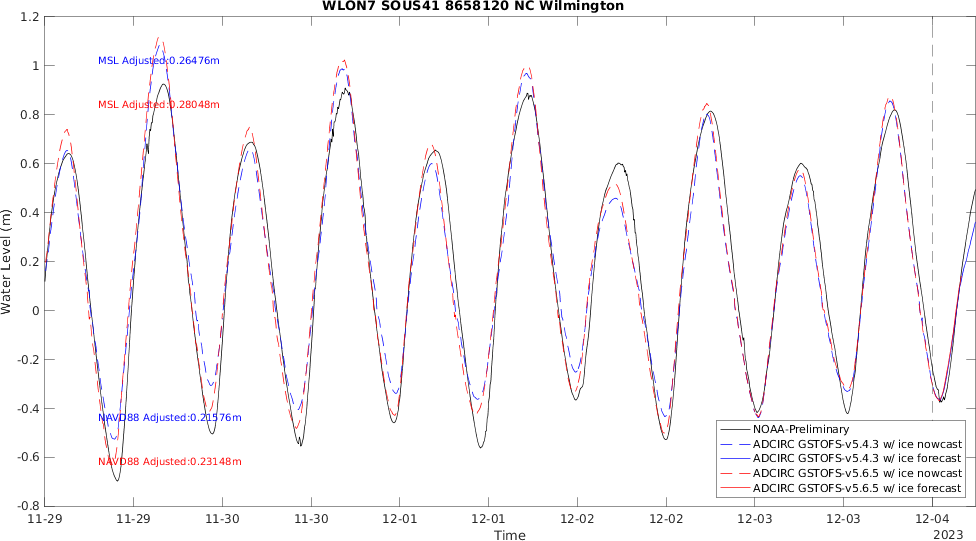 WLON7 SOUS41 8658120 NC Wilmington
1.2
1
0.8
0.6
0.4
0.2
0
-0.2
-0.4
-0.6
-0.8
Water Level (m)
MSL Adjusted:0.26476m
MSL Adjusted:0.28048m
NAVD88 Adjusted:0.21576m
NAVD88 Adjusted:0.23148m
NOAA-Preliminary
ADCIRC GSTOFS-v5.4.3 w/ ice nowcast
ADCIRC GSTOFS-v5.4.3 w/ ice forecast
ADCIRC GSTOFS-v5.6.5 w/ ice nowcast
ADCIRC GSTOFS-v5.6.5 w/ ice forecast
11-29 11-29 11-30 11-30 12-01 12-01 12-02 12-02 12-03 12-03 12-04
Time
2023